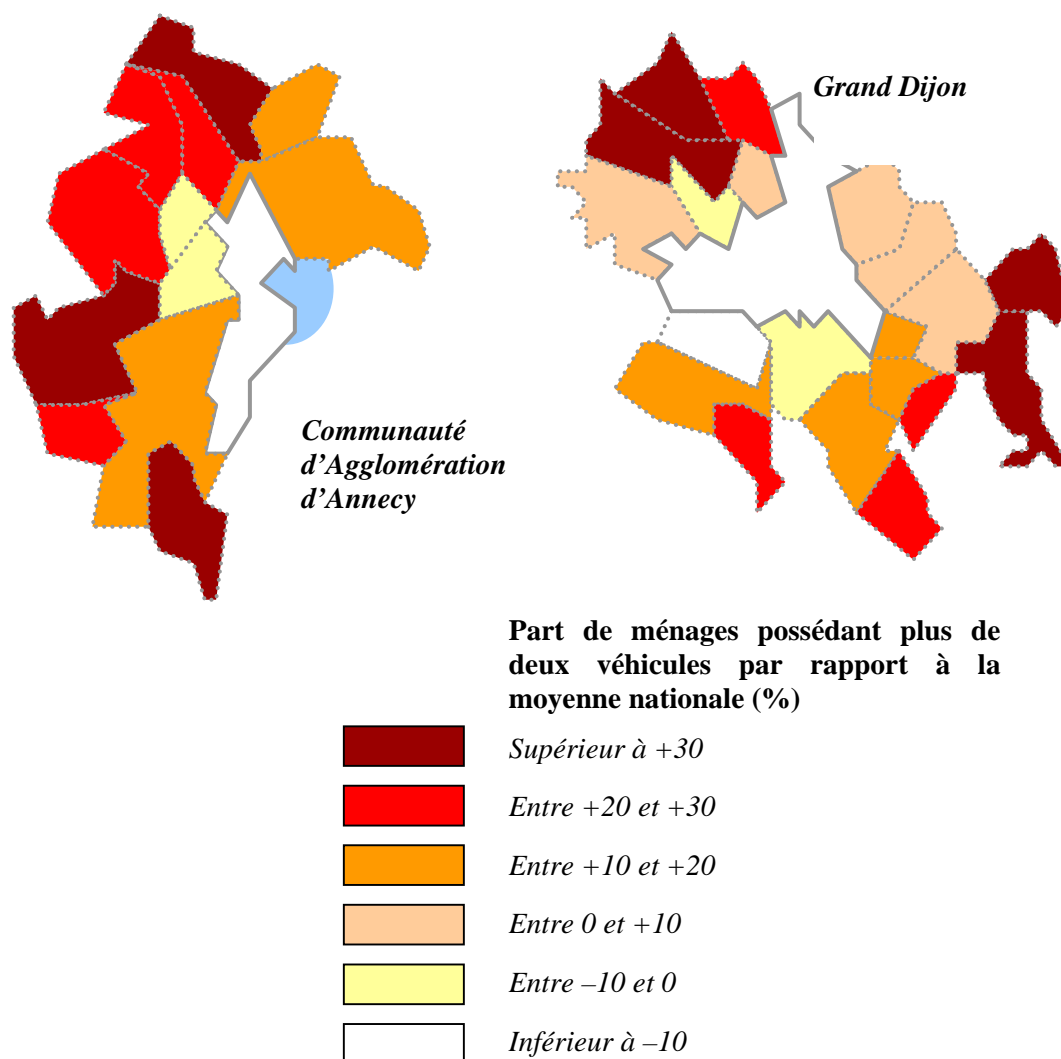 Grand Dijon
Communauté
d’Agglomération
d’Annecy
Part de ménages possédant plus de
deux véhicules par rapport à la
moyenne nationale (%)
Supérieur à +30
Entre +20 et +30
Entre +10 et +20
Entre 0 et +10
Entre –10 et 0
Inférieur à –10